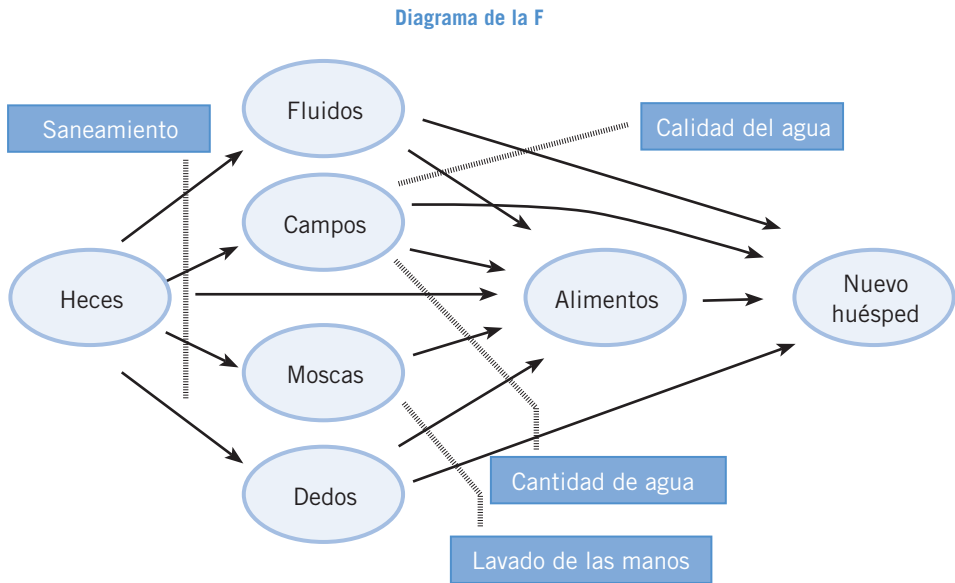 Diagrama de la F
Saneamiento
Fluidos
Calidad del agua
Campos
Heces
Alimentos
Nuevo
huésped
Moscas
Dedos
Cantidad de agua
Lavado de las manos